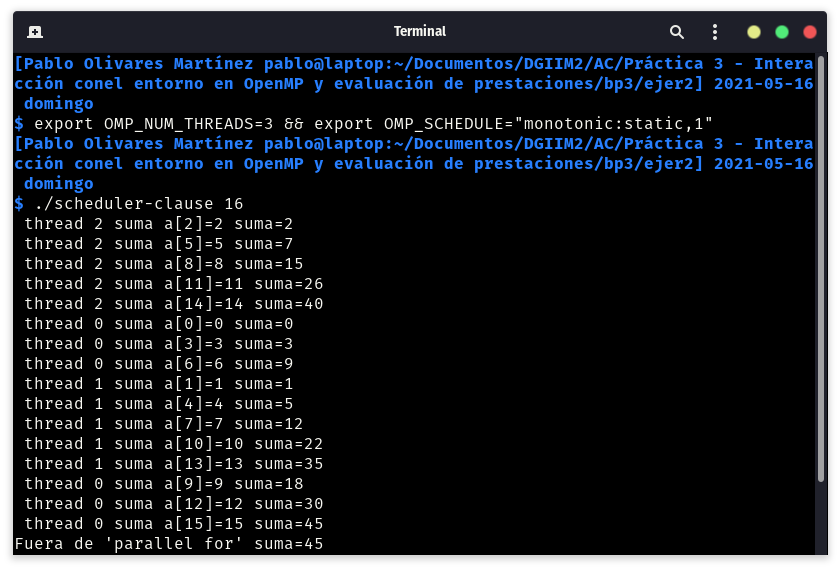 Terminal
[Pablo Olivares Martínez pablo@laptop:~/Documentos/DGIIM2/AC/Práctica 3 - Intera
cción conel entorno en OpenMP y evaluación de prestaciones/bp3/ejer2] 2021-05-16
domingo
$ export OMP_NUM_THREADS=3 && export OMP_SCHEDULE="monotonic:static,1"
[Pablo Olivares Martínez pablo@laptop:~/Documentos/DGIIM2/AC/Práctica 3 - Intera
cción conel entorno en OpenMP y evaluación de prestaciones/bp3/ejer2] 2021-05-16
domingo
$ ./scheduler-clause 16
thread 2 suma a[2]=2 suma=2
thread 2 suma a[5]=5 suma=7
thread 2 suma a[8]=8 suma=15
thread 2 suma a[11]=11 suma=26
thread 2 suma a[14]=14 suma=40
thread 0 suma a[0]=0 suma=0
thread 0 suma a[3]=3 suma=3
thread 0 suma a[6]=6 suma=9
thread 1 suma a[1]=1 suma=1
thread 1 suma a[4]=4 suma=5
thread 1 suma a[7]=7 suma=12
thread 1 suma a[10]=10 suma=22
thread 1 suma a[13]=13 suma=35
thread 0 suma a[9]=9 suma=18
thread 0 suma a[12]=12 suma=30
thread 0 suma a[15]=15 suma=45
Fuera de 'parallel for' suma=45